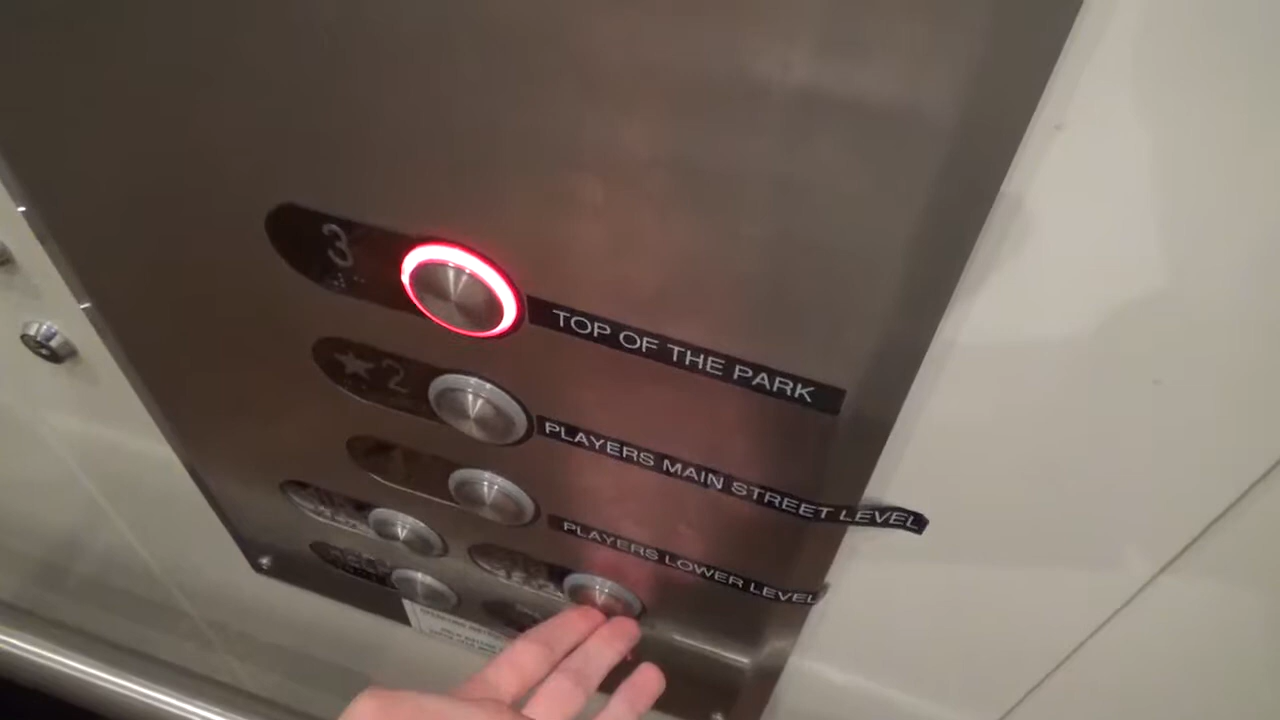 3
TOP OF THE PARK
★2
PLAYERS MAIN STREET LEVEL
PLAYERS LOWER LEVEL